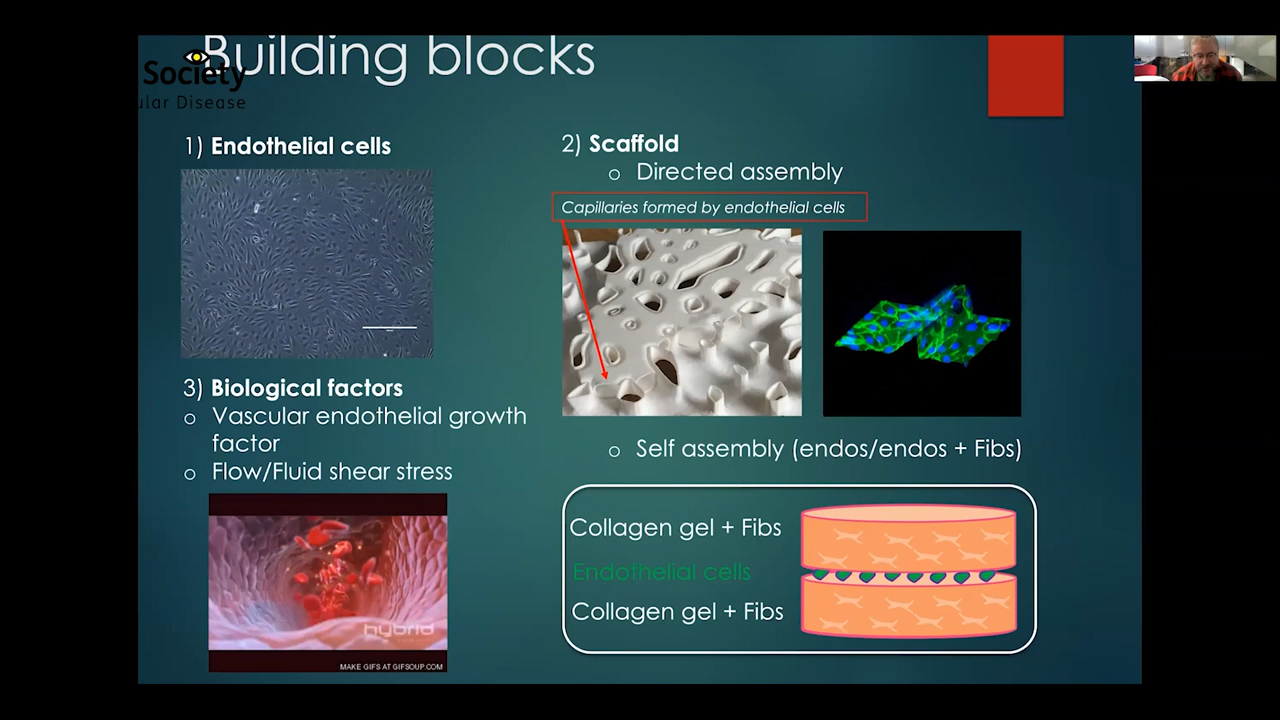 Building blocks
Society
ular Disease
1) Endothelial cells
3) Biological factors
o Vascular endothelial growth
factor
o Flow/Fluid shear stress
hybrid
MAKE GIFS AT GIFSOUP.COM
2) Scaffold
o Directed assembly
Capillaries formed by endothelial cells
o Self assembly (endos/endos + Fibs)
Collagen gel + Fibs
Endothelial cells
Collagen gel + Fibs